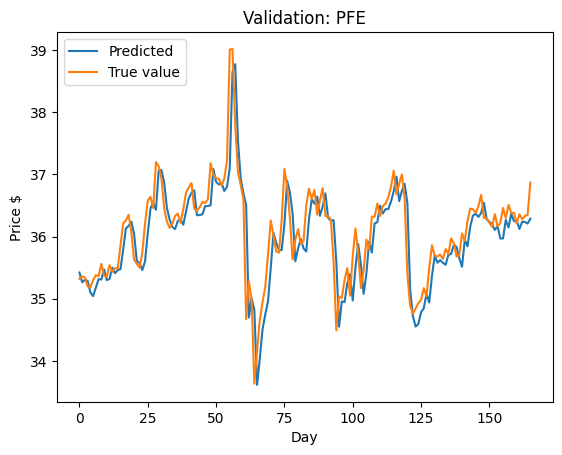 Validation: PFE
Predicted
True value
Price $
39
38
37
36
35
34
0 25 50 75 100 125 150
Day